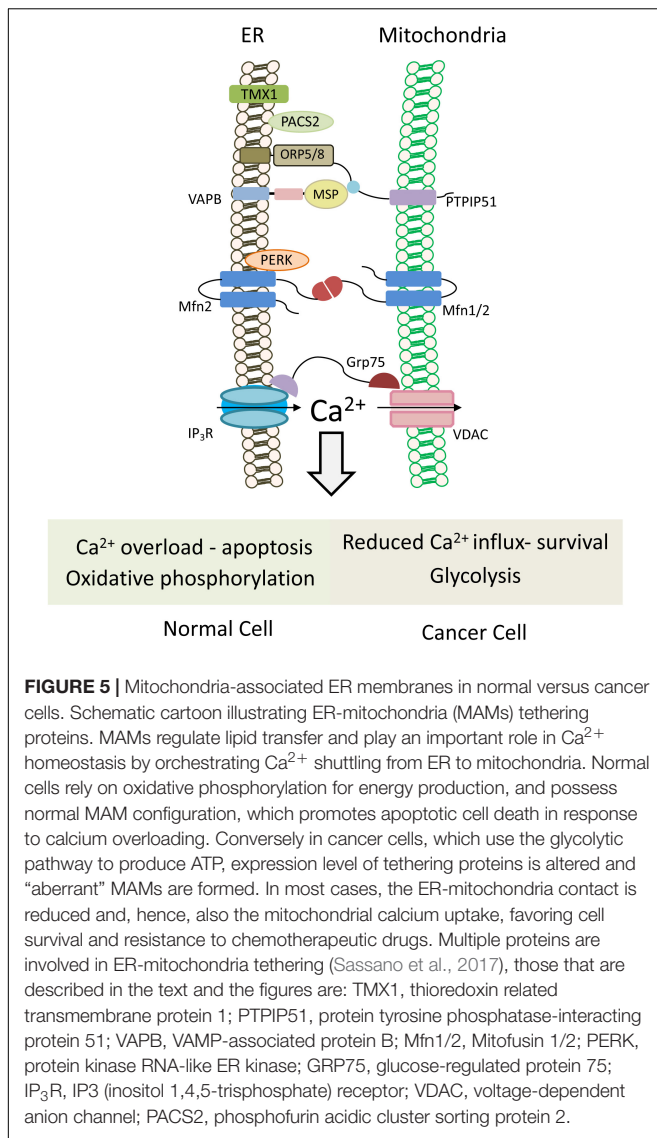 ER
Mitochondria
TMX1
PACS2
ORP5/8
VAPB
MSP
PTPIP51
PERK
Mfn2
Mfn1/2
Grp75
IP₃R
Ca²⁺
VDAC
Ca²⁺ overload - apoptosis
Oxidative phosphorylation
Reduced Ca²⁺ influx- survival
Glycolysis
Normal Cell
Cancer Cell
FIGURE 5 | Mitochondria-associated ER membranes in normal versus cancer
cells. Schematic cartoon illustrating ER-mitochondria (MAMs) tethering
proteins. MAMs regulate lipid transfer and play an important role in Ca²⁺
homeostasis by orchestrating Ca²⁺ shuttling from ER to mitochondria. Normal
cells rely on oxidative phosphorylation for energy production, and possess
normal MAM configuration, which promotes apoptotic cell death in response
to calcium overloading. Conversely in cancer cells, which use the glycolytic
pathway to produce ATP, expression level of tethering proteins is altered and
“aberrant” MAMs are formed. In most cases, the ER-mitochondria contact is
reduced and, hence, also the mitochondrial calcium uptake, favoring cell
survival and resistance to chemotherapeutic drugs. Multiple proteins are
involved in ER-mitochondria tethering (Sassano et al., 2017), those that are
described in the text and the figures are: TMX1, thioredoxin related
transmembrane protein 1; PTPIP51, protein tyrosine phosphatase-interacting
protein 51; VAPB, VAMP-associated protein B; Mfn1/2, Mitofusin 1/2; PERK,
protein kinase RNA-like ER kinase; GRP75, glucose-regulated protein 75;
IP₃R, IP3 (inositol 1,4,5-trisphosphate) receptor; VDAC, voltage-dependent
anion channel; PACS2, phosphofurin acidic cluster sorting protein 2.